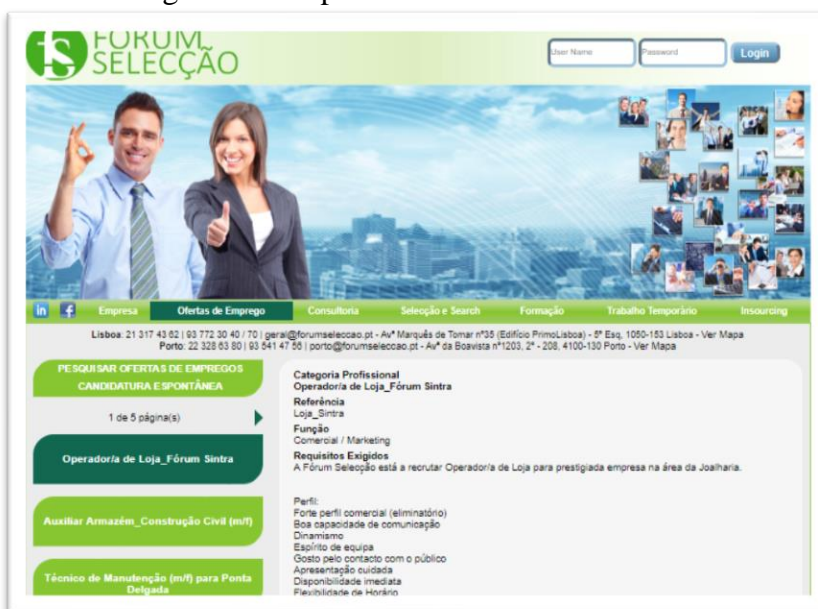 FORUM
SELECÇÃO
User Name
Password
Login
Empresa
Ofertas de Emprego
Consultoria
Selecção e Search
Formação
Trabalho Temporário
Insourcing
Lisboa: 21 317 43 62 | 93 772 30 40 / 70 | geral@forumseleccao.pt - Avª Marquês de Tomar nº35 (Edifício PrimoLisboa) - 5º Esq, 1050-153 Lisboa - Ver Mapa
Porto: 22 328 63 80 | 93 541 47 56 | porto@forumseleccao.pt - Avª da Boavista nº1203, 2º - 208, 4100-130 Porto - Ver Mapa
PESQUISAR OFERTAS DE EMPREGOS
CANDIDATURA ESPONTÂNEA
1 de 5 página(s)
Operador/a de Loja_Fórum Sintra
Auxiliar Armazém_Construção Civil (m/f)
Técnico de Manutenção (m/f) para Ponta
Delgada
Categoria Profissional
Operador/a de Loja_Fórum Sintra
Referência
Loja_Sintra
Função
Comercial / Marketing
Requisitos Exigidos
A Fórum Selecção está a recrutar Operador/a de Loja para prestigiada empresa na área da Joalharia.
Perfil:
Forte perfil comercial (eliminatório)
Boa capacidade de comunicação
Dinamismo
Espírito de equipa
Gosto pelo contacto com o público
Apresentação cuidada
Disponibilidade imediata
Flexibilidade de Horário